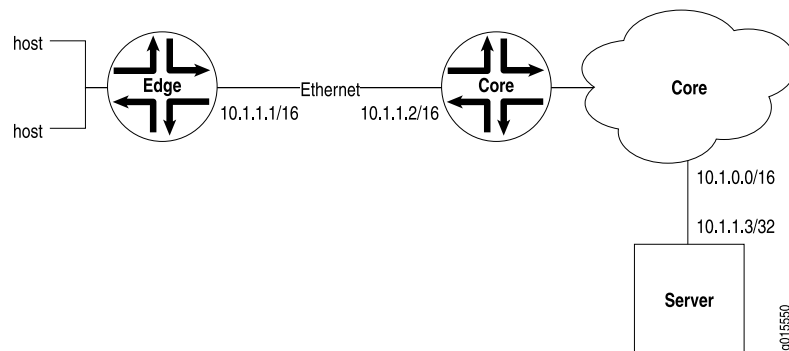 host
host
Edge
10.1.1.1/16
Ethernet
10.1.1.2/16
Core
Core
10.1.0.0/16
10.1.1.3/32
Server
g015550